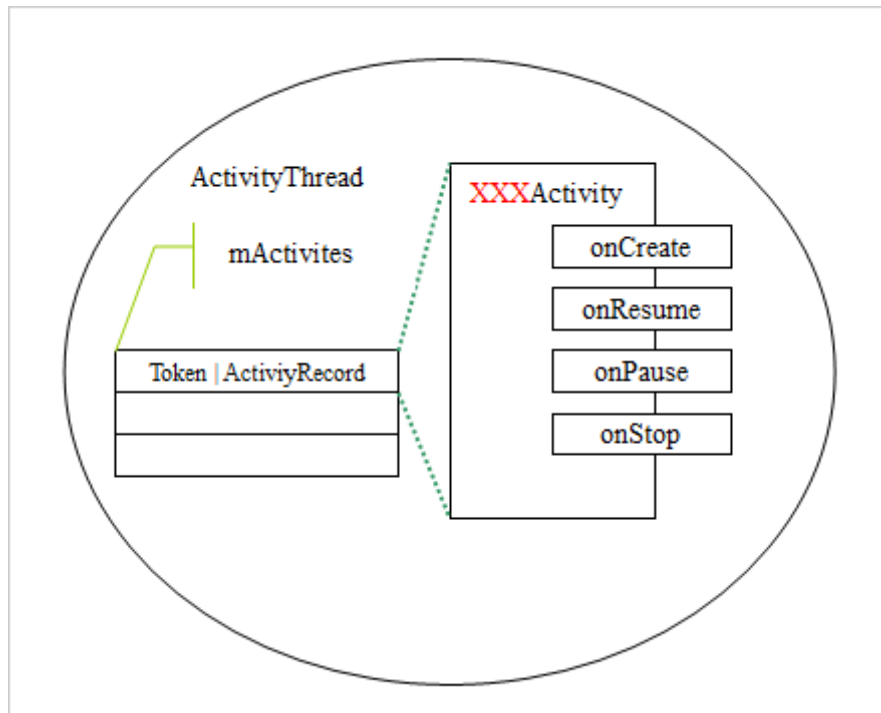 ActivityThread
mActivites
Token | ActiviyRecord
XXXActivity
onCreate
onResume
onPause
onStop